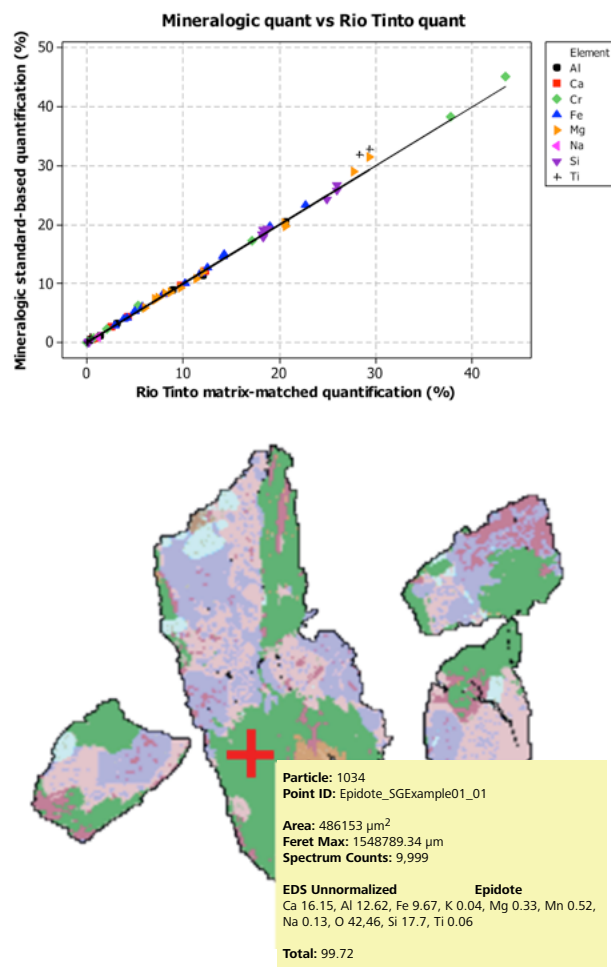 Mineralogic quant vs Rio Tinto quant
Mineralogic standard-based quantification (%)
50
40
30
20
10
0
0
10
20
30
40
Rio Tinto matrix-matched quantification (%)
Element
Al
Ca
Cr
Fe
Mg
Na
Si
Ti
Particle: 1034
Point ID: Epidote_SGExample01_01
Area: 486153 µm²
Feret Max: 1548789.34 µm
Spectrum Counts: 9,999
EDS Unnormalized Epidote
Ca 16.15, Al 12.62, Fe 9.67, K 0.04, Mg 0.33, Mn 0.52,
Na 0.13, O 42,46, Si 17.7, Ti 0.06
Total: 99.72